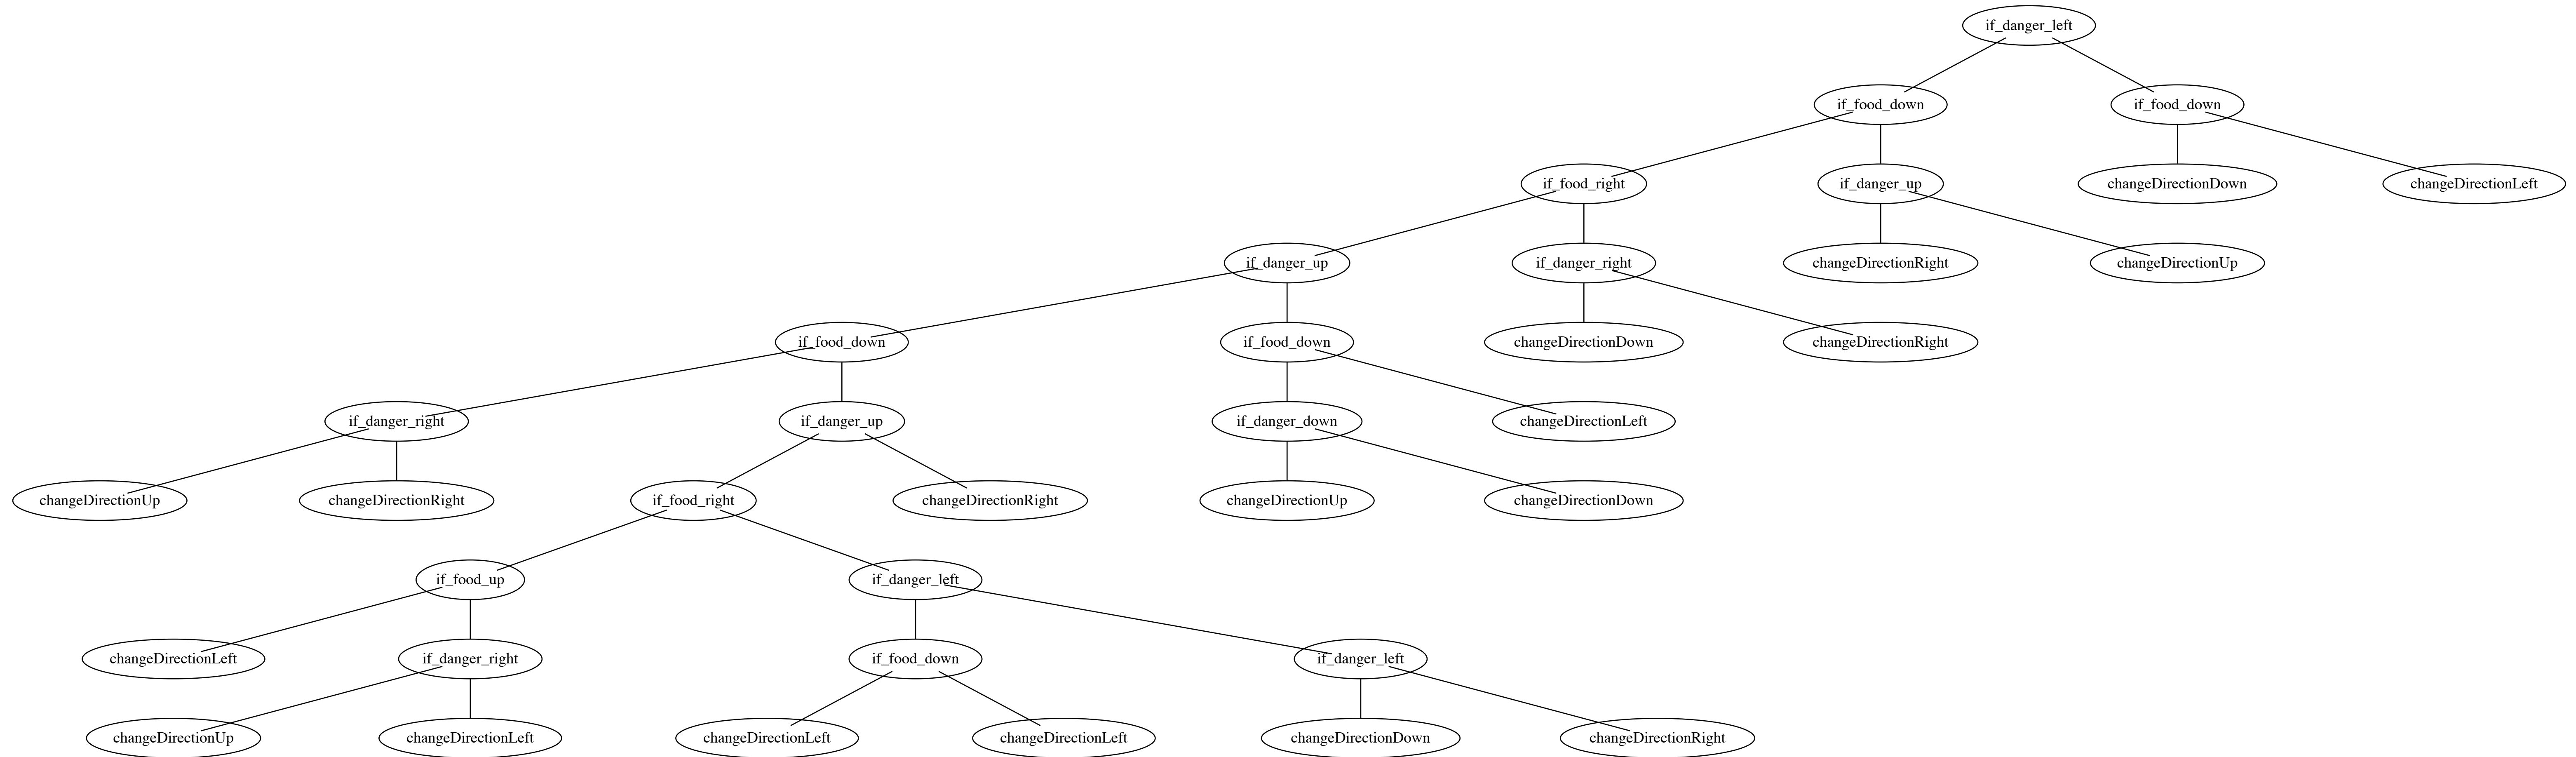 if_danger_left
if_food_down
if_food_down
if_food_right
if_danger_up
changeDirectionDown
changeDirectionLeft
if_danger_up
if_danger_right
changeDirectionRight
changeDirectionUp
if_food_down
if_food_down
changeDirectionDown
changeDirectionRight
if_danger_right
if_danger_up
if_danger_down
changeDirectionLeft
changeDirectionUp
changeDirectionRight
if_food_right
changeDirectionRight
changeDirectionUp
changeDirectionDown
if_food_up
if_danger_left
changeDirectionLeft
if_danger_right
if_food_down
if_danger_left
changeDirectionUp
changeDirectionLeft
changeDirectionLeft
changeDirectionLeft
changeDirectionDown
changeDirectionRight